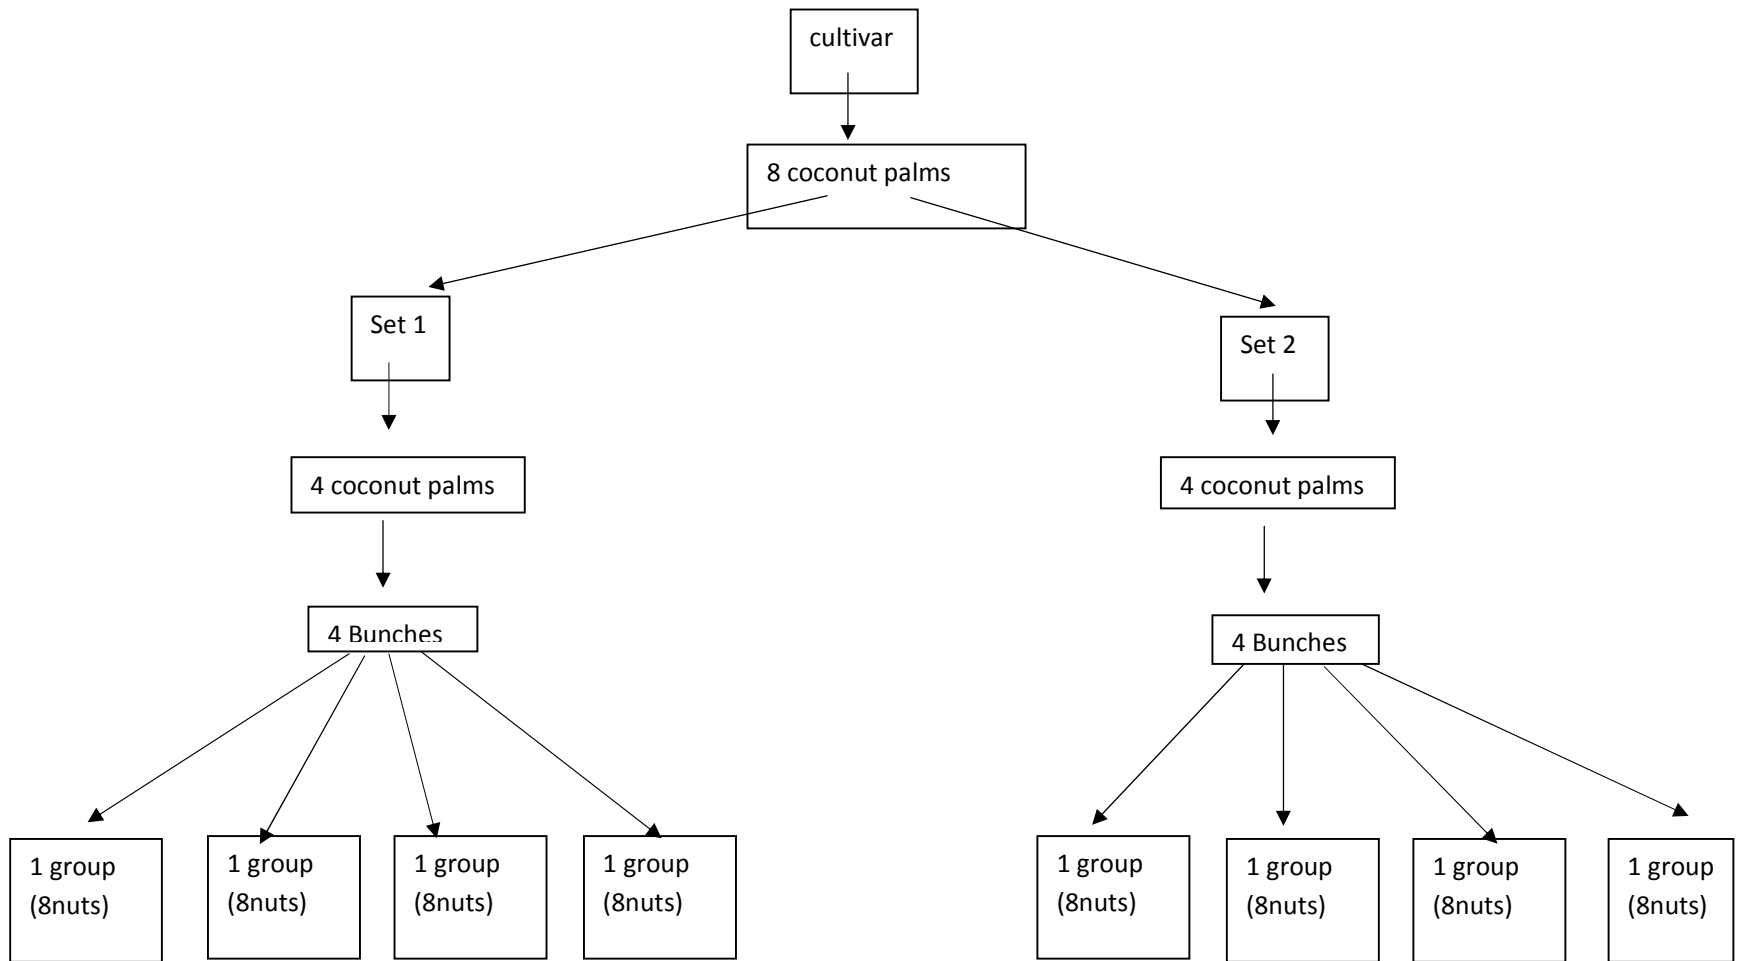 cultivar
8 coconut palms
Set 1
Set 2
4 coconut palms
4 coconut palms
4 Bunches
4 Bunches
1 group
(8nuts)
1 group
(8nuts)
1 group
(8nuts)
1 group
(8nuts)
1 group
(8nuts)
1 group
(8nuts)
1 group
(8nuts)
1 group
(8nuts)